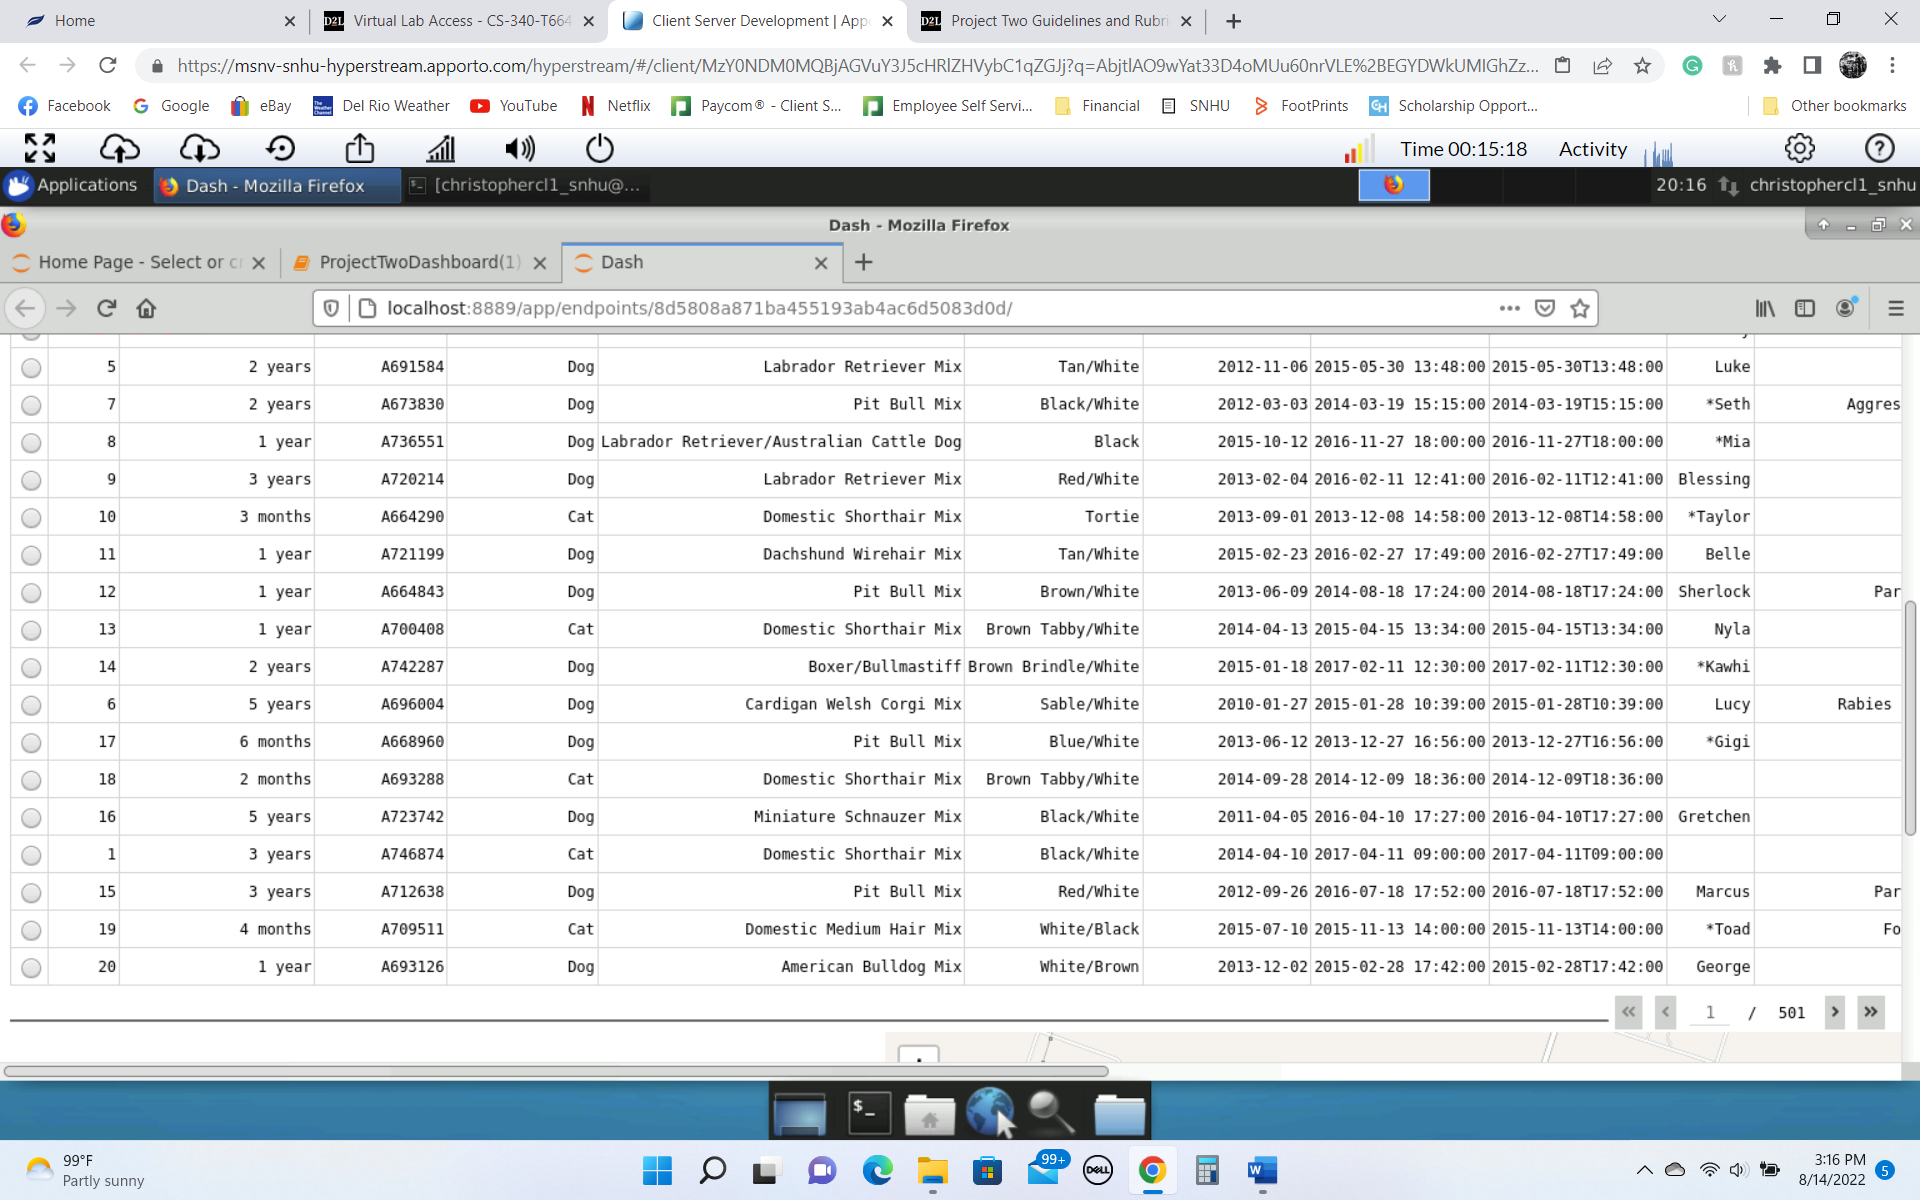 Home
Virtual Lab Access - CS-340-T664
Client Server Development | Appo
Project Two Guidelines and Rubri
https://msnv-snhu-hyperstream.apporto.com/hyperstream/#/client/MzY0NDM0MQBjAGVuY3J5cHRlZHVybC1qZGJj?q=AbjtlAO9wYat33D4oMUu60nrVLE%2BEGYDWkUMIGhZz...
Facebook Google eBay Del Rio Weather YouTube Netflix Paycom® - Client S... Employee Self Servi... Financial SNHU FootPrints Scholarship Opport... Other bookmarks
Time 00:15:18 Activity
Applications Dash - Mozilla Firefox [christophercl1_snhu@... 20:16 christophercl1_snhu
Dash - Mozilla Firefox
Home Page - Select or cr ProjectTwoDashboard(1) Dash
localhost:8889/app/endpoints/8d5808a871ba455193ab4ac6d5083d0d/
5 2 years A691584 Dog Labrador Retriever Mix Tan/White 2012-11-06 2015-05-30 13:48:00 2015-05-30T13:48:00 Luke
7 2 years A673830 Dog Pit Bull Mix Black/White 2012-03-03 2014-03-19 15:15:00 2014-03-19T15:15:00 *Seth Aggres
8 1 year A736551 Dog Labrador Retriever/Australian Cattle Dog Black 2015-10-12 2016-11-27 18:00:00 2016-11-27T18:00:00 *Mia
9 3 years A720214 Dog Labrador Retriever Mix Red/White 2013-02-04 2016-02-11 12:41:00 2016-02-11T12:41:00 Blessing
10 3 months A664290 Cat Domestic Shorthair Mix Tortie 2013-09-01 2013-12-08 14:58:00 2013-12-08T14:58:00 *Taylor
11 1 year A721199 Dog Dachshund Wirehair Mix Tan/White 2015-02-23 2016-02-27 17:49:00 2016-02-27T17:49:00 Belle
12 1 year A664843 Dog Pit Bull Mix Brown/White 2013-06-09 2014-08-18 17:24:00 2014-08-18T17:24:00 Sherlock Par
13 1 year A700408 Cat Domestic Shorthair Mix Brown Tabby/White 2014-04-13 2015-04-15 13:34:00 2015-04-15T13:34:00 Nyla
14 2 years A742287 Dog Boxer/Bullmastiff Brown Brindle/White 2015-01-18 2017-02-11 12:30:00 2017-02-11T12:30:00 *Kawhi
6 5 years A696004 Dog Cardigan Welsh Corgi Mix Sable/White 2010-01-27 2015-01-28 10:39:00 2015-01-28T10:39:00 Lucy Rabies
17 6 months A668960 Dog Pit Bull Mix Blue/White 2013-06-12 2013-12-27 16:56:00 2013-12-27T16:56:00 *Gigi
18 2 months A693288 Cat Domestic Shorthair Mix Brown Tabby/White 2014-09-28 2014-12-09 18:36:00 2014-12-09T18:36:00
16 5 years A723742 Dog Miniature Schnauzer Mix Black/White 2011-04-05 2016-04-10 17:27:00 2016-04-10T17:27:00 Gretchen
1 3 years A746874 Cat Domestic Shorthair Mix Black/White 2014-04-10 2017-04-11 09:00:00 2017-04-11T09:00:00
15 3 years A712638 Dog Pit Bull Mix Red/White 2012-09-26 2016-07-18 17:52:00 2016-07-18T17:52:00 Marcus Par
19 4 months A709511 Cat Domestic Medium Hair Mix White/Black 2015-07-10 2015-11-13 14:00:00 2015-11-13T14:00:00 *Toad Fo
20 1 year A693126 Dog American Bulldog Mix White/Brown 2013-12-02 2015-02-28 17:42:00 2015-02-28T17:42:00 George
« < 1 / 501 > »
99°F
Partly sunny
99+
DELL
3:16 PM
8/14/2022
5